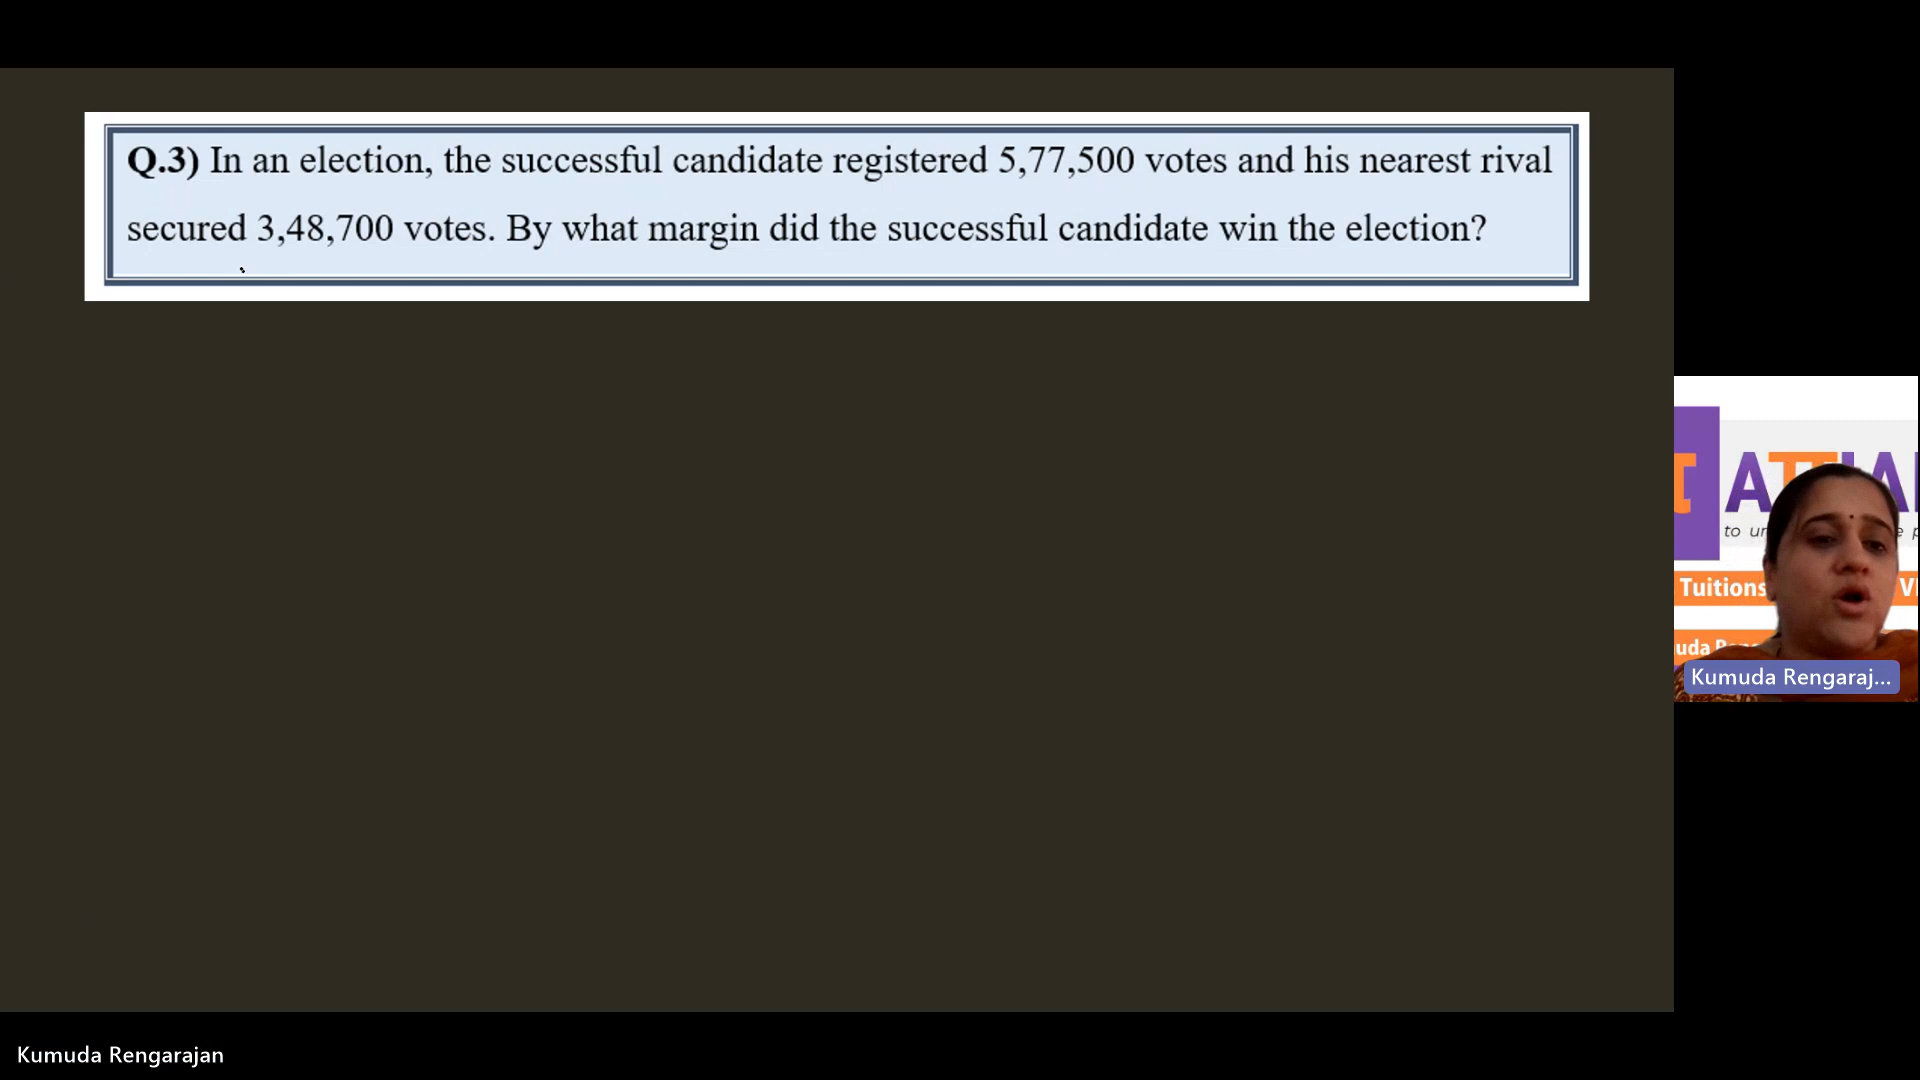 Q.3) In an election, the successful candidate registered 5,77,500 votes and his nearest rival
secured 3,48,700 votes. By what margin did the successful candidate win the election?
to
Tuitions
Kumuda Rengaraj...
Kumuda Rengarajan